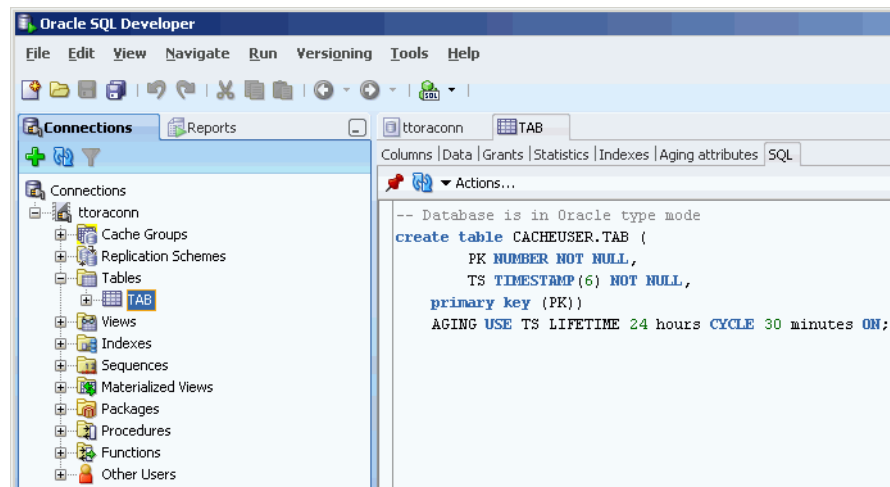 Oracle SQL Developer
File Edit View Navigate Run Versioning Tools Help
SQL
Connections Reports
ttoraconn TAB
Columns |Data |Grants |Statistics |Indexes |Aging attributes |SQL
Actions...
Connections
ttoraconn
Cache Groups
Replication Schemes
Tables
TAB
Views
Indexes
Sequences
Materialized Views
Packages
Procedures
Functions
Other Users
-- Database is in Oracle type mode
create table CACHEUSER.TAB (
PK NUMBER NOT NULL,
TS TIMESTAMP(6) NOT NULL,
primary key (PK))
AGING USE TS LIFETIME 24 hours CYCLE 30 minutes ON;